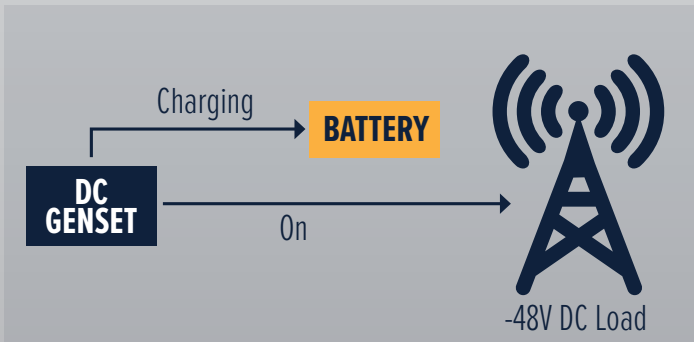 Charging
BATTERY
DC
GENSET
On
-48V DC Load